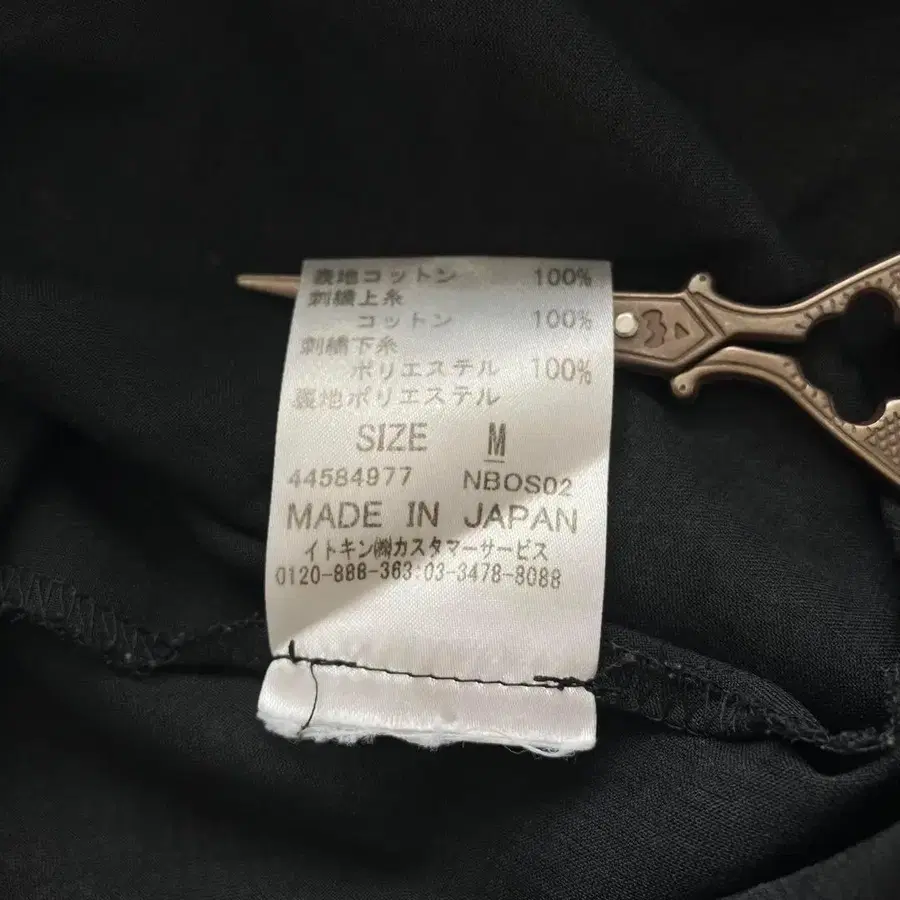 表地コットン 100%
刺繍上糸
コットン 100%
刺繍下糸
ポリエステル 100%
裏地ポリエステル
SIZE M
44584977 NBOS02
MADE IN JAPAN
イトキン㈱カスタマーサービス
0120-888-363:03-3478-8088